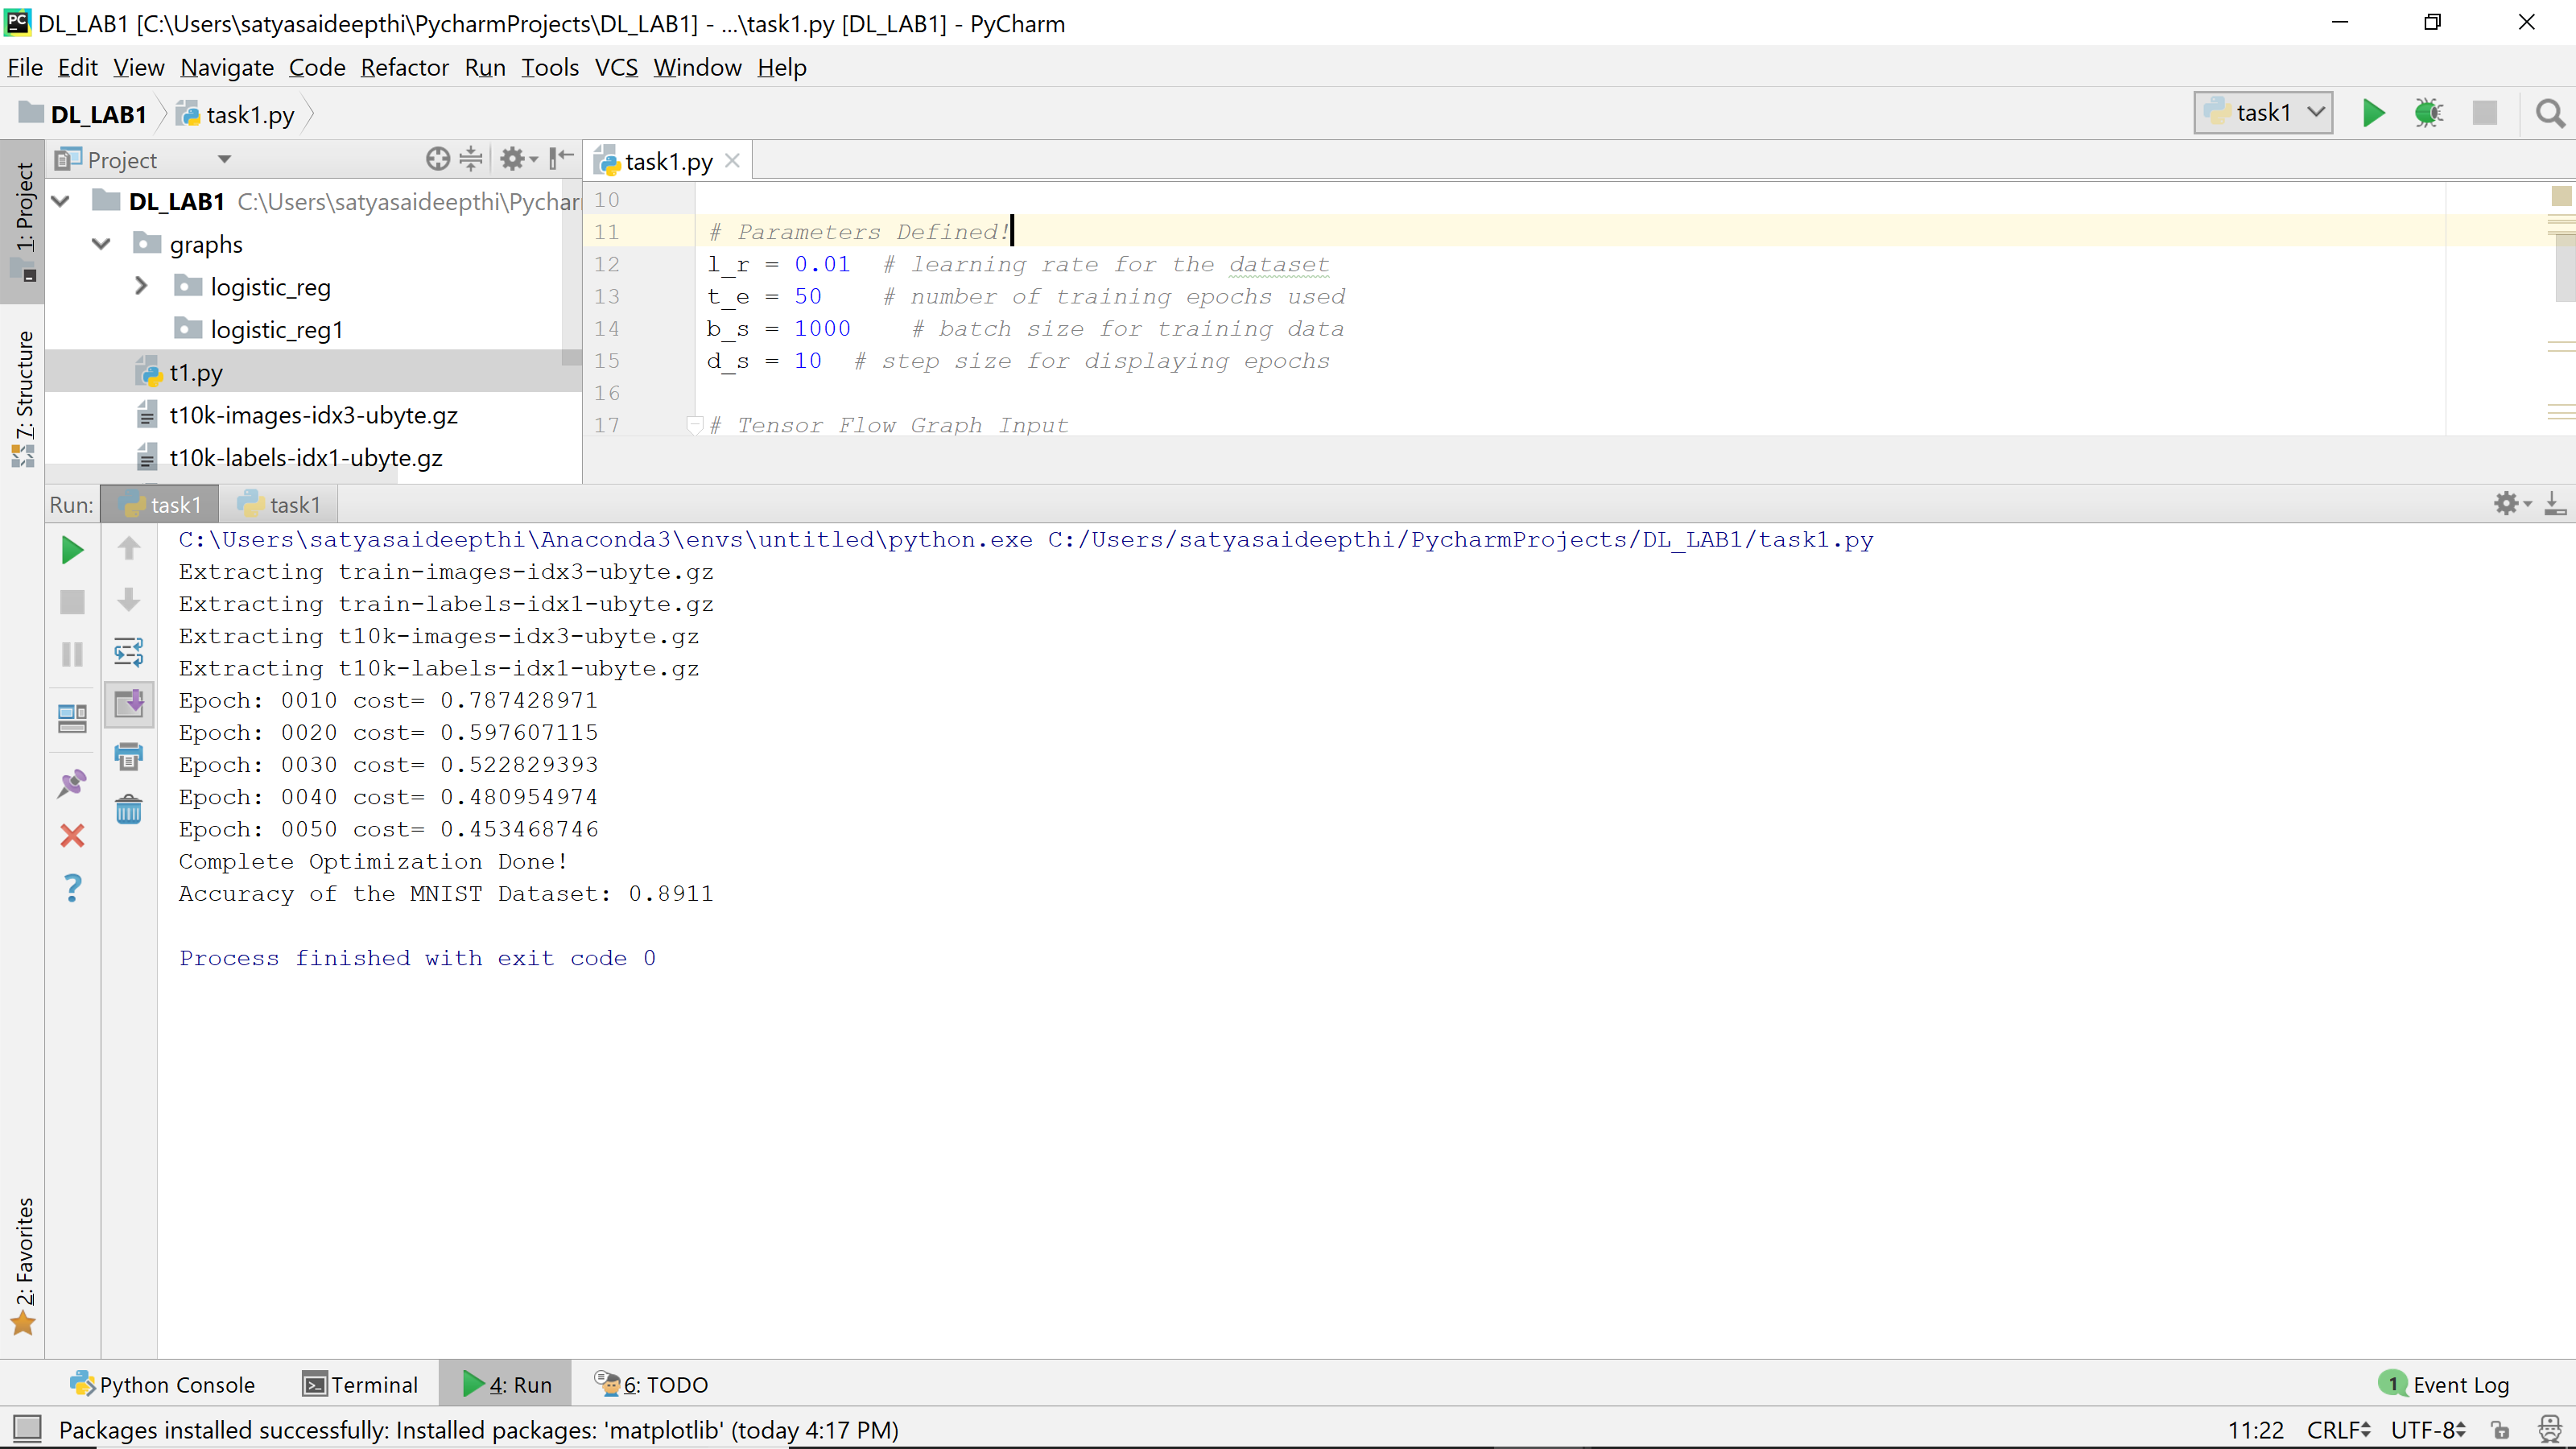 DL_LAB1 [C:\Users\satyasaideepthi\PycharmProjects\DL_LAB1] - ...\task1.py [DL_LAB1] - PyCharm
File Edit View Navigate Code Refactor Run Tools VCS Window Help
DL_LAB1 task1.py task1
1: Project
7: Structure
2: Favorites
Project
DL_LAB1 C:\Users\satyasaideepthi\Pychar
graphs
logistic_reg
logistic_reg1
t1.py
t10k-images-idx3-ubyte.gz
t10k-labels-idx1-ubyte.gz
task1.py
10
11 # Parameters Defined!
12 l_r = 0.01 # learning rate for the dataset
13 t_e = 50 # number of training epochs used
14 b_s = 1000 # batch size for training data
15 d_s = 10 # step size for displaying epochs
16
17 # Tensor Flow Graph Input
Run: task1 task1
C:\Users\satyasaideepthi\Anaconda3\envs\untitled\python.exe C:/Users/satyasaideepthi/PycharmProjects/DL_LAB1/task1.py
Extracting train-images-idx3-ubyte.gz
Extracting train-labels-idx1-ubyte.gz
Extracting t10k-images-idx3-ubyte.gz
Extracting t10k-labels-idx1-ubyte.gz
Epoch: 0010 cost= 0.787428971
Epoch: 0020 cost= 0.597607115
Epoch: 0030 cost= 0.522829393
Epoch: 0040 cost= 0.480954974
Epoch: 0050 cost= 0.453468746
Complete Optimization Done!
Accuracy of the MNIST Dataset: 0.8911
Process finished with exit code 0
Python Console Terminal 4: Run 6: TODO 1 Event Log
Packages installed successfully: Installed packages: 'matplotlib' (today 4:17 PM) 11:22 CRLF UTF-8